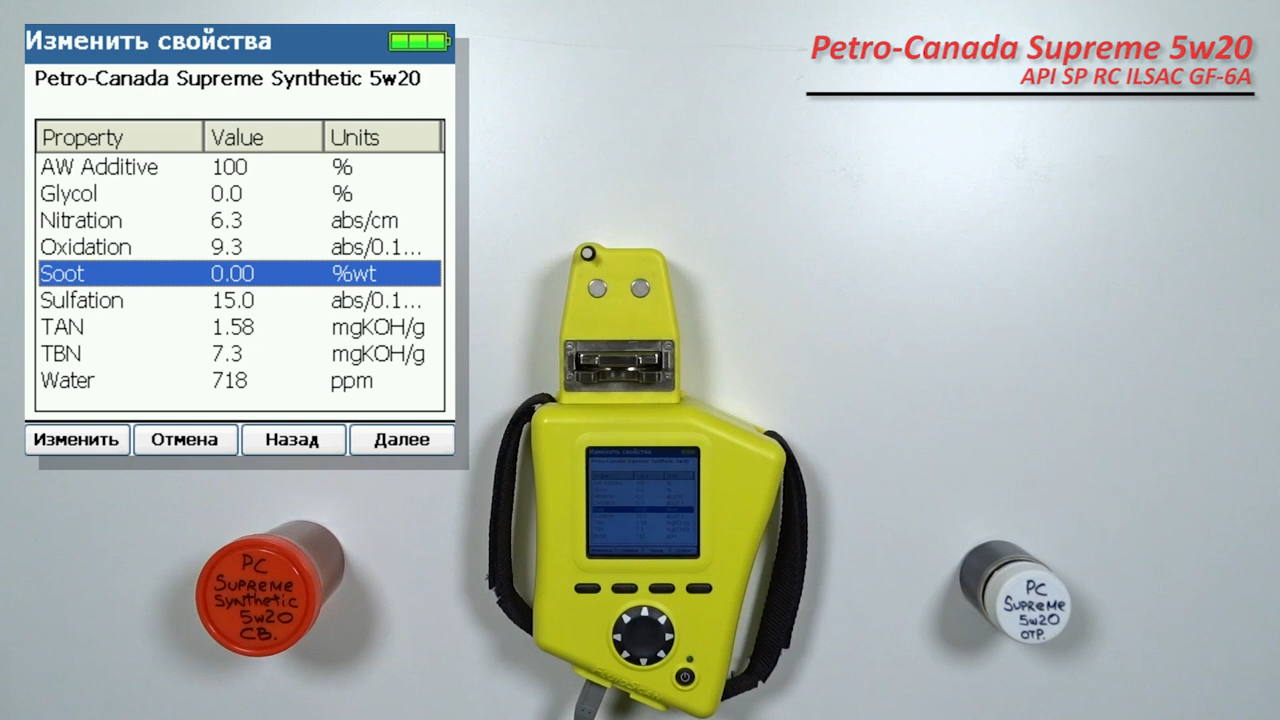 Изменить свойства
Petro-Canada Supreme Synthetic 5w20
Property Value Units
AW Additive 100 %
Glycol 0.0 %
Nitration 6.3 abs/cm
Oxidation 9.3 abs/0.1...
Soot 0.00 %wt
Sulfation 15.0 abs/0.1...
TAN 1.58 mgKOH/g
TBN 7.3 mgKOH/g
Water 718 ppm
Изменить Отмена Назад Далее
Petro-Canada Supreme 5w20
API SP RC ILSAC GF-6A
PC
Supreme
Synthetic
5w20
СВ.
PC
Supreme
5w20
ОТР.